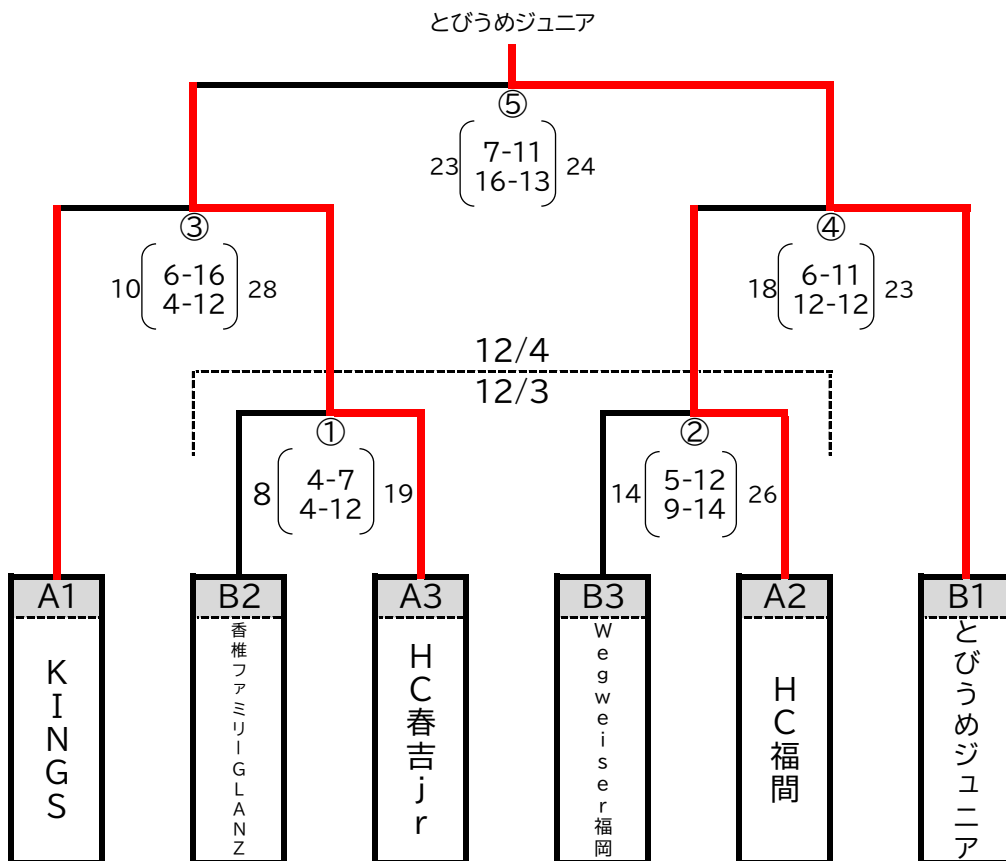 とびうめジュニア
⑤
23 7-11 24
16-13
③
④
10 6-16 28
4-12
18 6-11 23
12-12
12/4
12/3
①
②
8 4-7 19
4-12
14 5-12 26
9-14
A1
B2
A3
B3
A2
B1
KINGS
香椎ファミリーGLANZ
HC春吉jr
Wegweiser福岡
HC福間
とびうめジュニア